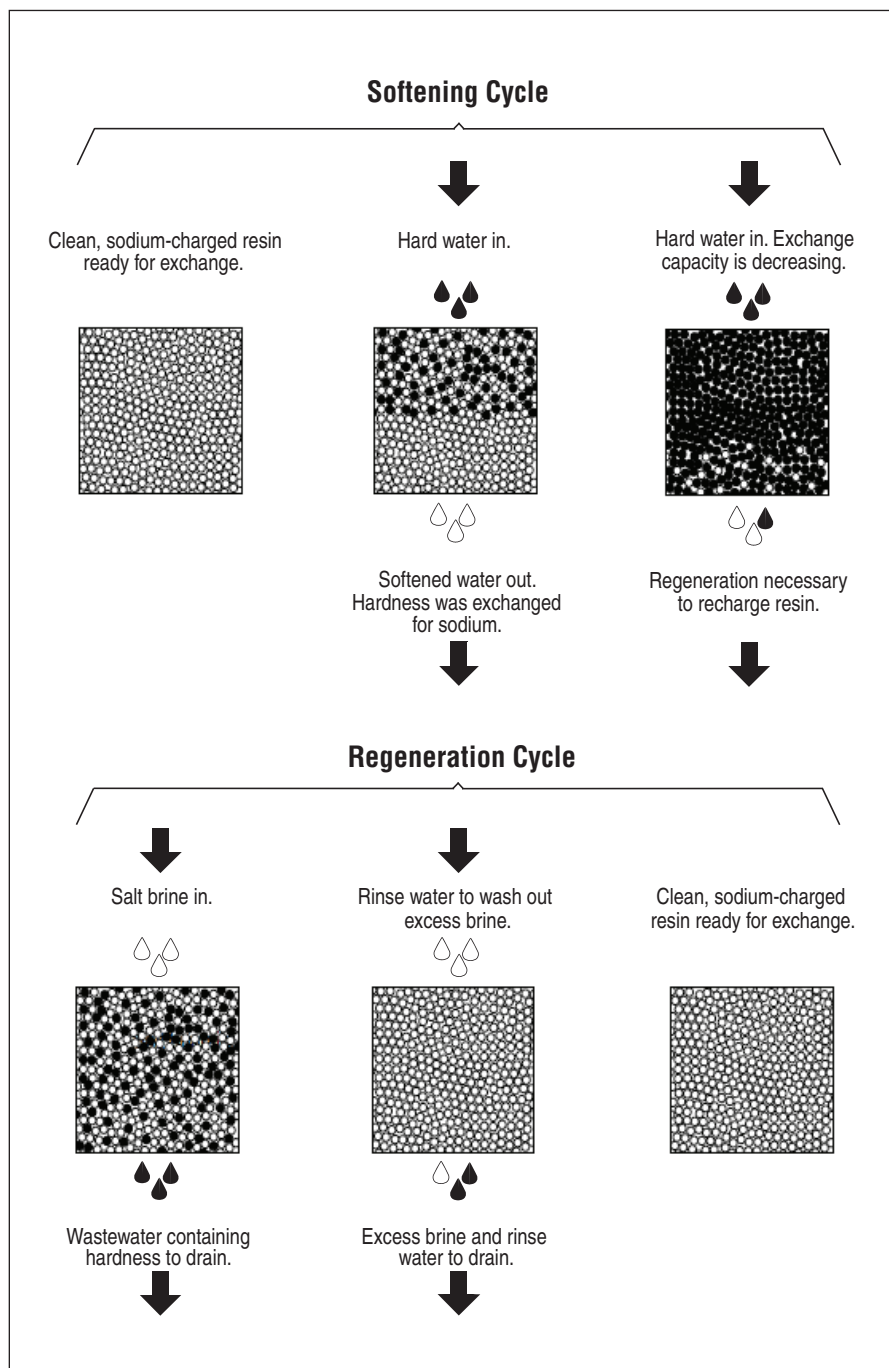 Softening Cycle
Clean, sodium-charged resin
ready for exchange.
Hard water in.
Hard water in. Exchange
capacity is decreasing.
Softened water out.
Hardness was exchanged
for sodium.
Regeneration necessary
to recharge resin.
Regeneration Cycle
Salt brine in.
Rinse water to wash out
excess brine.
Clean, sodium-charged
resin ready for exchange.
Wastewater containing
hardness to drain.
Excess brine and rinse
water to drain.